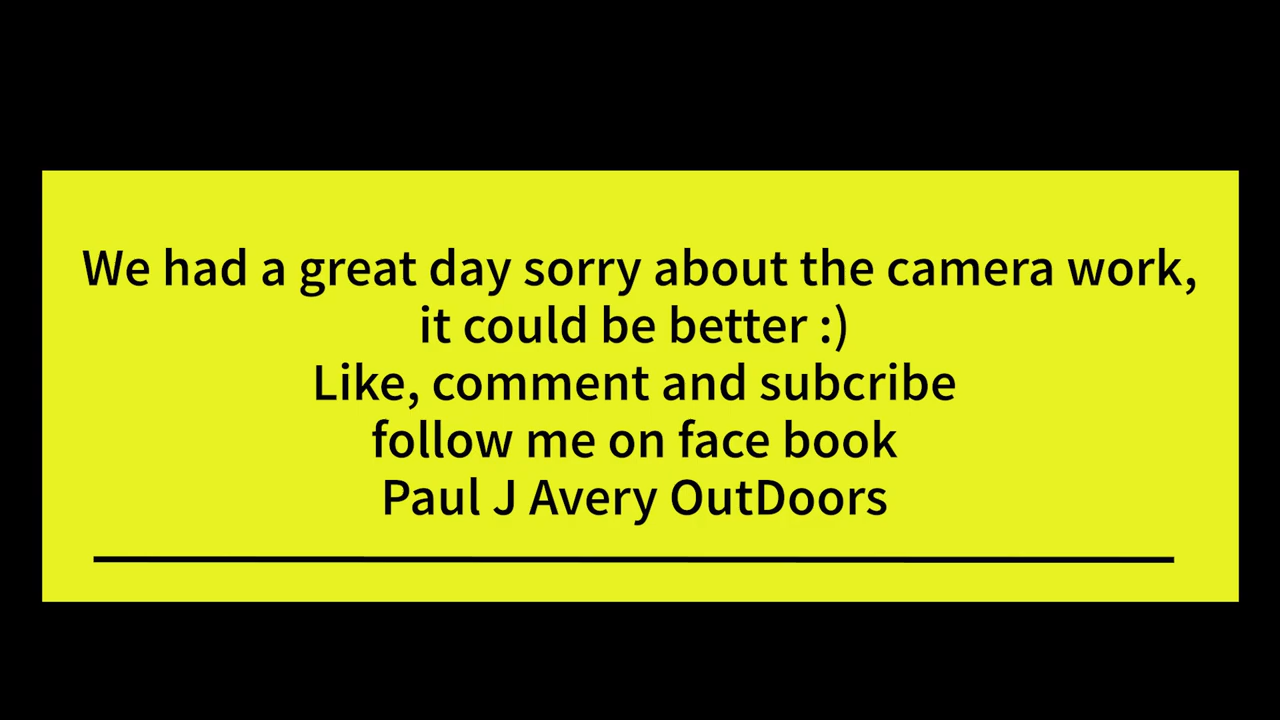 We had a great day sorry about the camera work,
it could be better :)
Like, comment and subcribe
follow me on face book
Paul J Avery OutDoors